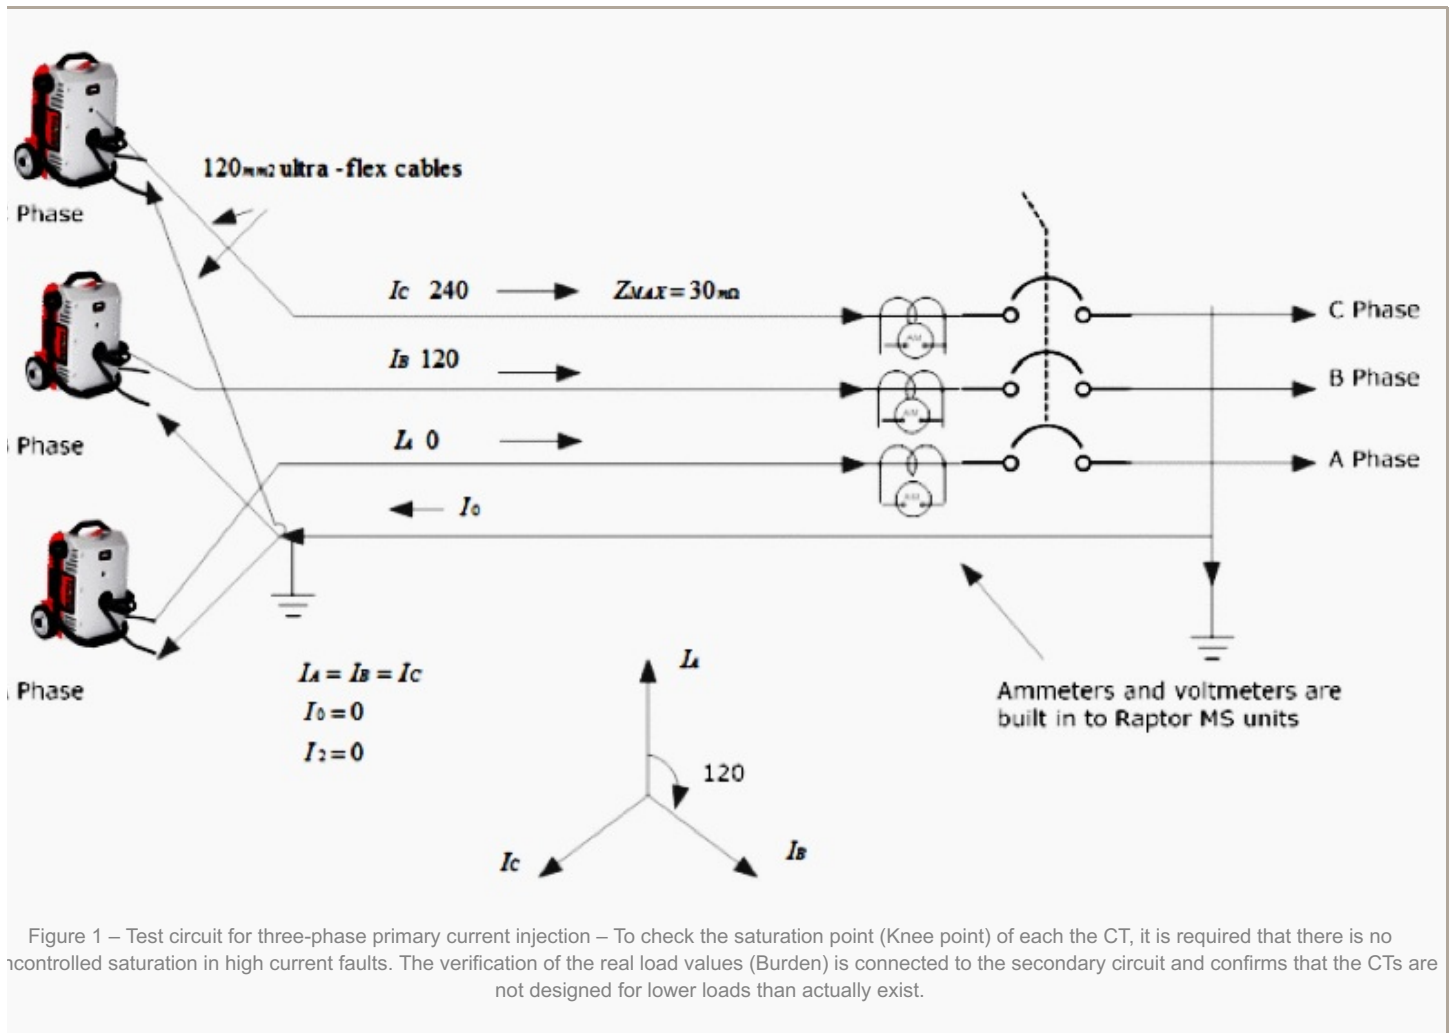 120mm2 ultra -flex cables
Phase
IC 240
ZMAX=30mΩ
C Phase
IB 120
B Phase
IA 0
Phase
A Phase
I0
AM
AM
AM
IA = IB = IC
I0=0
I2=0
Phase
IA
120
IC
IB
Ammeters and voltmeters are
built in to Raptor MS units
Figure 1 – Test circuit for three-phase primary current injection – To check the saturation point (Knee point) of each the CT, it is required that there is no
ncontrolled saturation in high current faults. The verification of the real load values (Burden) is connected to the secondary circuit and confirms that the CTs are
not designed for lower loads than actually exist.